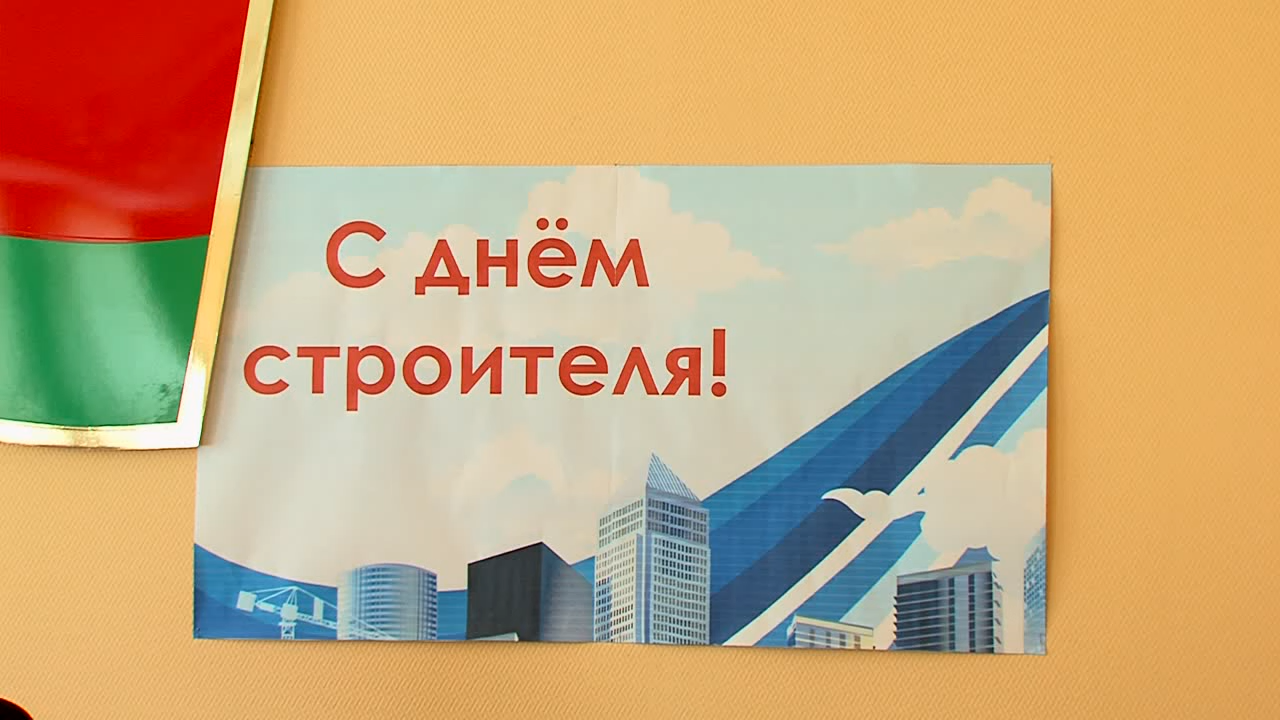 С днём
строителя!